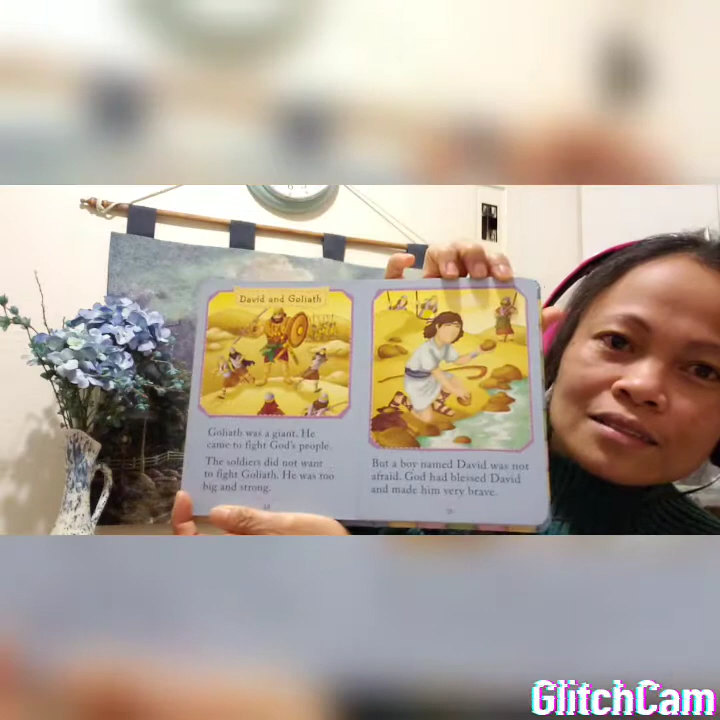 David and Goliath
Goliath was a giant. He
came to fight God's people.
The soldiers did not want
to fight Goliath. He was too
big and strong.
But a boy named David was not
afraid. God had blessed David
and made him very brave.
GlitchCam